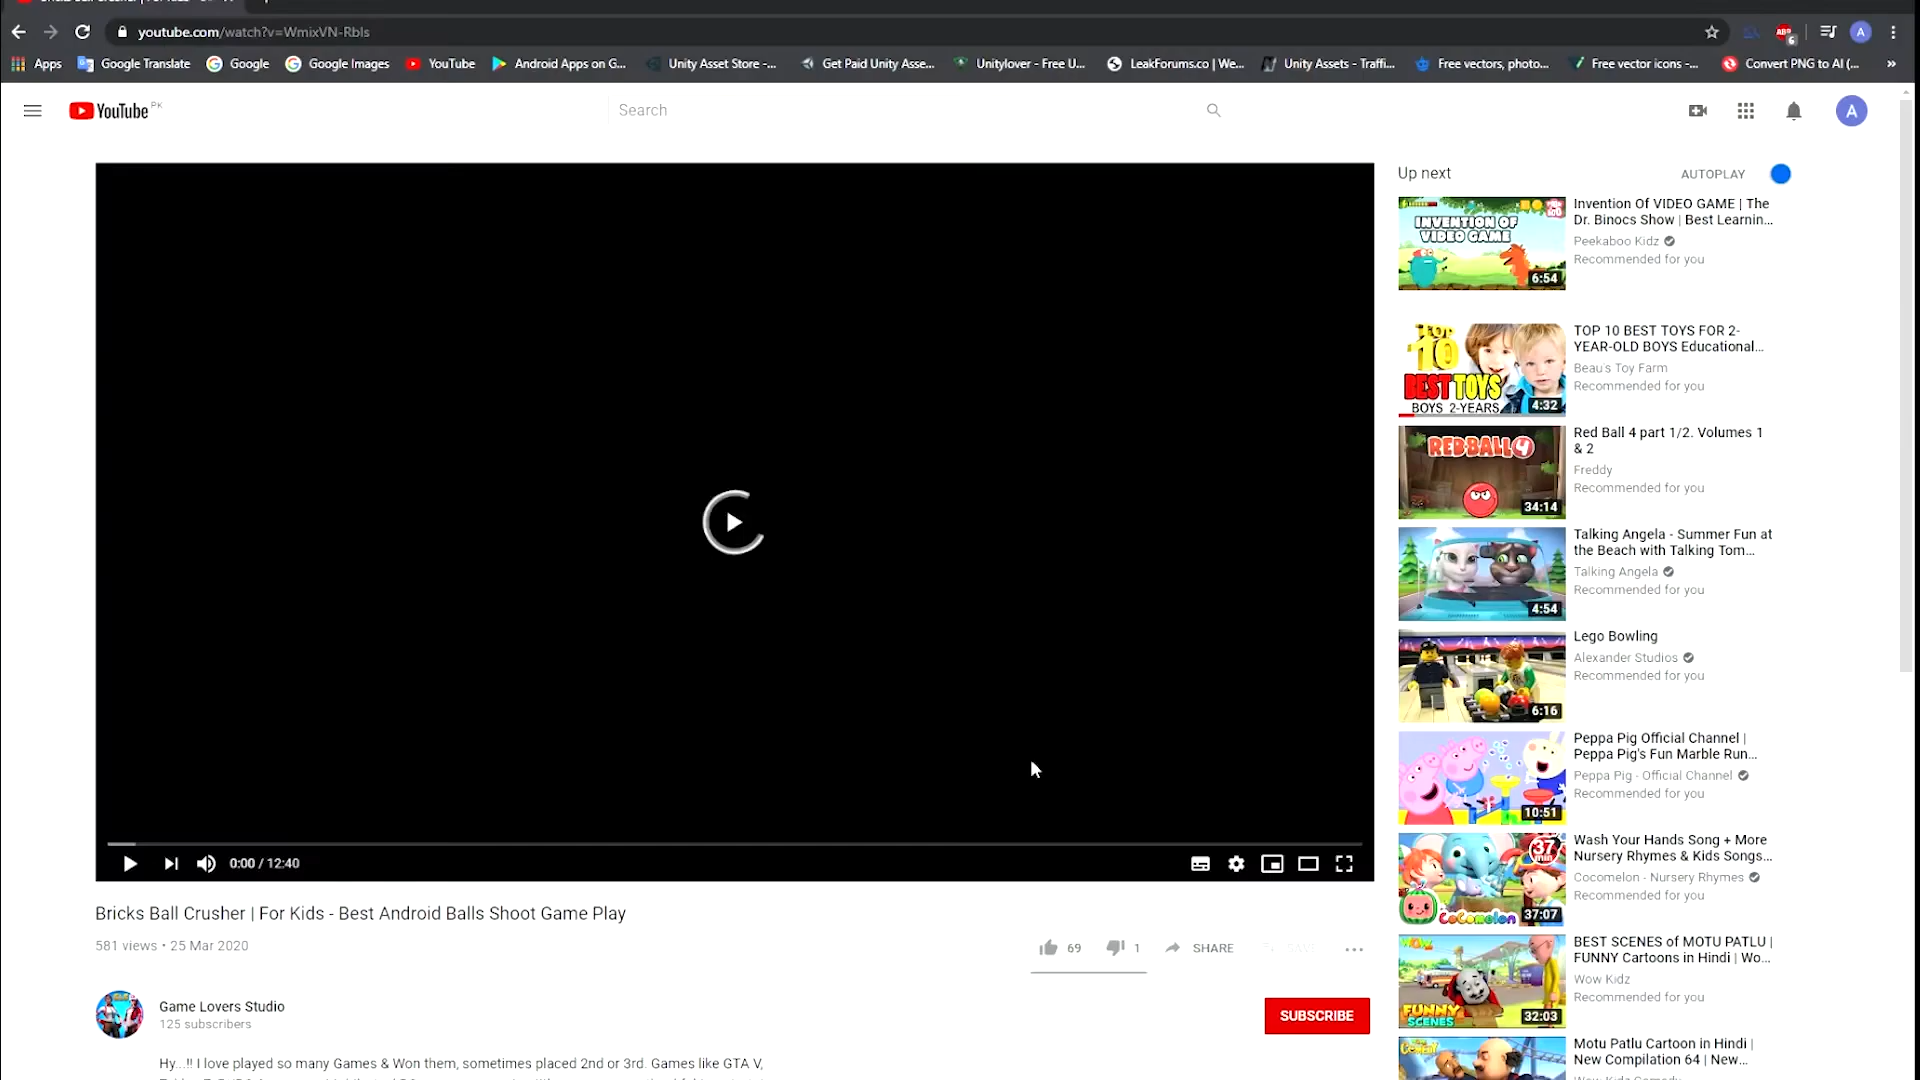 youtube.com/watch?v=WmixVN-RbIs
ABP
6
A
Apps
Google Translate
Google
Google Images
YouTube
Android Apps on G...
Unity Asset Store -...
Get Paid Unity Asse...
Unitylover - Free U...
LeakForums.co | We...
Unity Assets - Traffi...
Free vectors, photo...
Free vector icons -...
Convert PNG to AI (...
»
YouTube PK
Search
A
Up next
AUTOPLAY
INVENTION OF
VIDEO GAME
6:54
Invention Of VIDEO GAME | The
Dr. Binocs Show | Best Learnin...
Peekaboo Kidz
Recommended for you
TOP
10
BEST TOYS
BOYS 2-YEARS
4:32
TOP 10 BEST TOYS FOR 2-
YEAR-OLD BOYS Educational...
Beau's Toy Farm
Recommended for you
RED BALL 4
34:14
Red Ball 4 part 1/2. Volumes 1
& 2
Freddy
Recommended for you
4:54
Talking Angela - Summer Fun at
the Beach with Talking Tom...
Talking Angela
Recommended for you
6:16
Lego Bowling
Alexander Studios
Recommended for you
10:51
Peppa Pig Official Channel |
Peppa Pig's Fun Marble Run...
Peppa Pig - Official Channel
Recommended for you
37
min
CoComelon
37:07
Wash Your Hands Song + More
Nursery Rhymes & Kids Songs...
Cocomelon - Nursery Rhymes
Recommended for you
WOW
FUNNY
SCENES
32:03
BEST SCENES of MOTU PATLU |
FUNNY Cartoons in Hindi | Wo...
Wow Kidz
Recommended for you
Motu Patlu Cartoon in Hindi |
New Compilation 64 | New...
0:00 / 12:40
Bricks Ball Crusher | For Kids - Best Android Balls Shoot Game Play
581 views • 25 Mar 2020
69
1
SHARE
SAVE
Game Lovers Studio
125 subscribers
SUBSCRIBE
Hy...!! I love played so many Games & Won them, sometimes placed 2nd or 3rd. Games like GTA V,